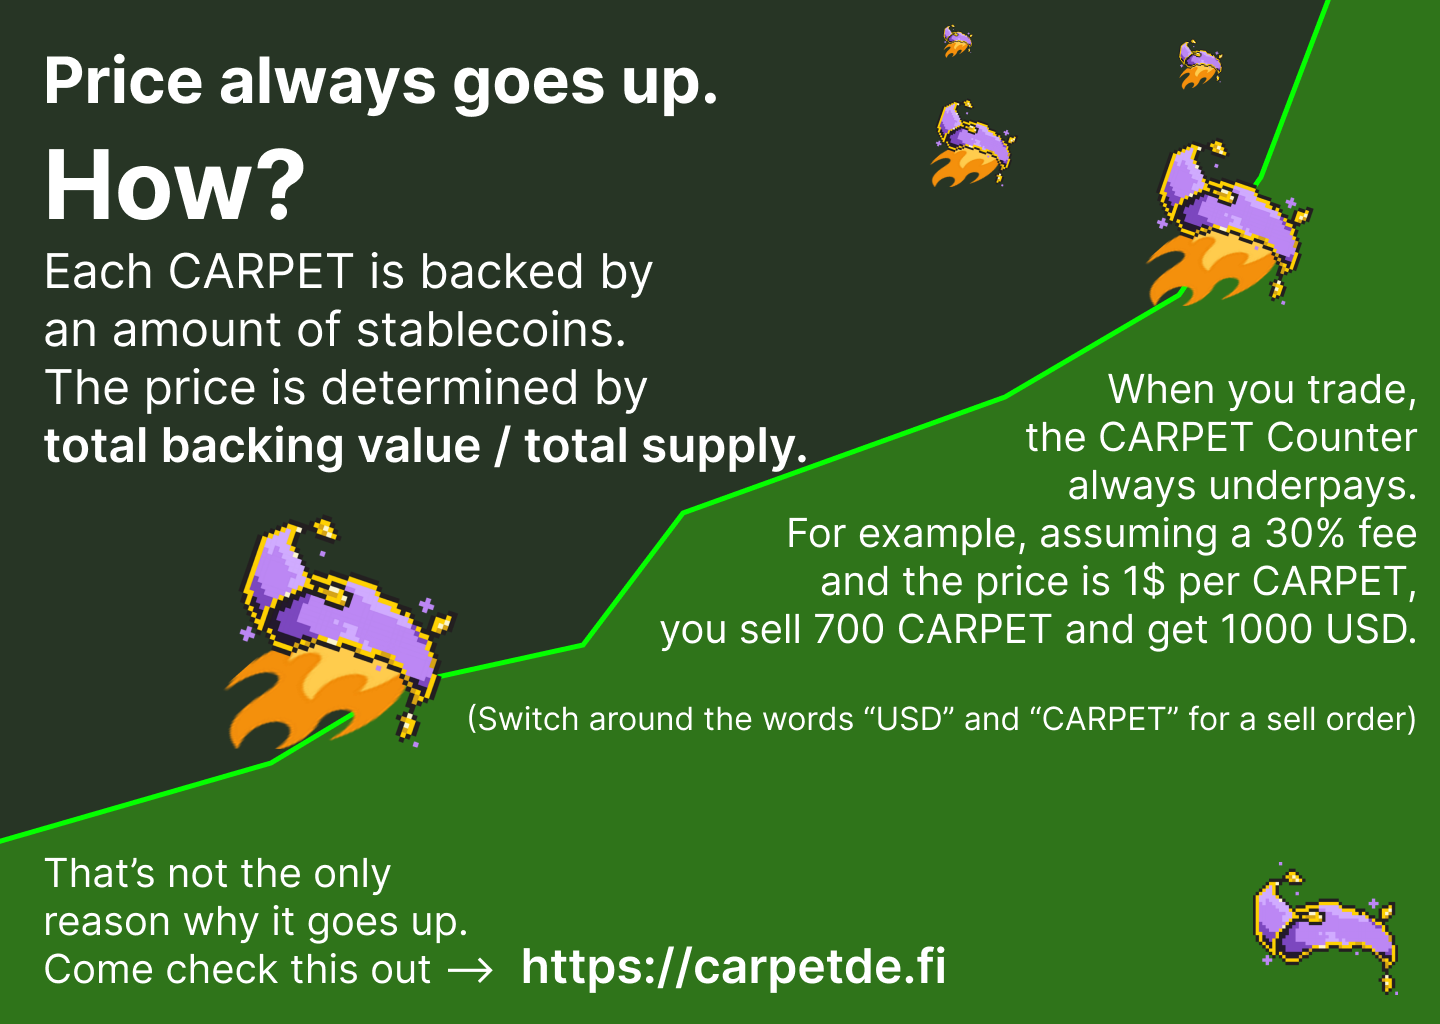 Price always goes up.
How?
Each CARPET is backed by
an amount of stablecoins.
The price is determined by
total backing value / total supply.
When you trade,
the CARPET Counter
always underpays.
For example, assuming a 30% fee
and the price is 1$ per CARPET,
you sell 700 CARPET and get 1000 USD.
(Switch around the words “USD” and “CARPET” for a sell order)
That’s not the only
reason why it goes up.
Come check this out → https://carpetde.fi